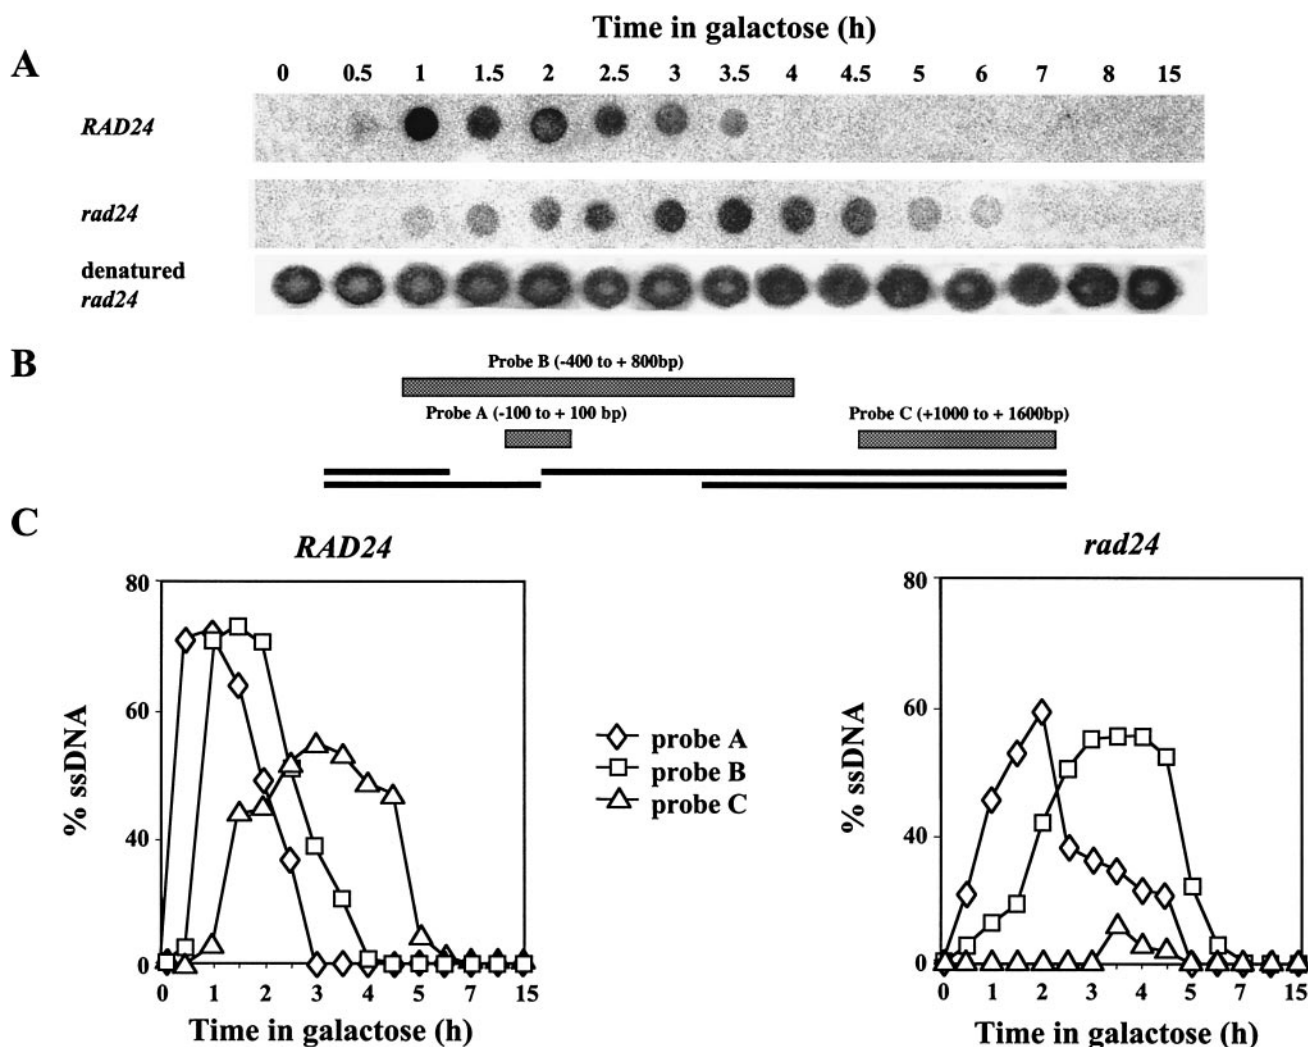 Time in galactose (h)
A
0 0.5 1 1.5 2 2.5 3 3.5 4 4.5 5 6 7 8 15
RAD24
rad24
denatured
rad24
B
Probe B (-400 to + 800bp)
Probe A (-100 to + 100 bp)
Probe C (+1000 to + 1600bp)
C
RAD24
rad24
80
60
40
0
% ssDNA
0 1 2 3 4 5 7 15
Time in galactose (h)
probe A
probe B
probe C
80
60
40
0
% ssDNA
0 1 2 3 4 5 7 15
Time in galactose (h)